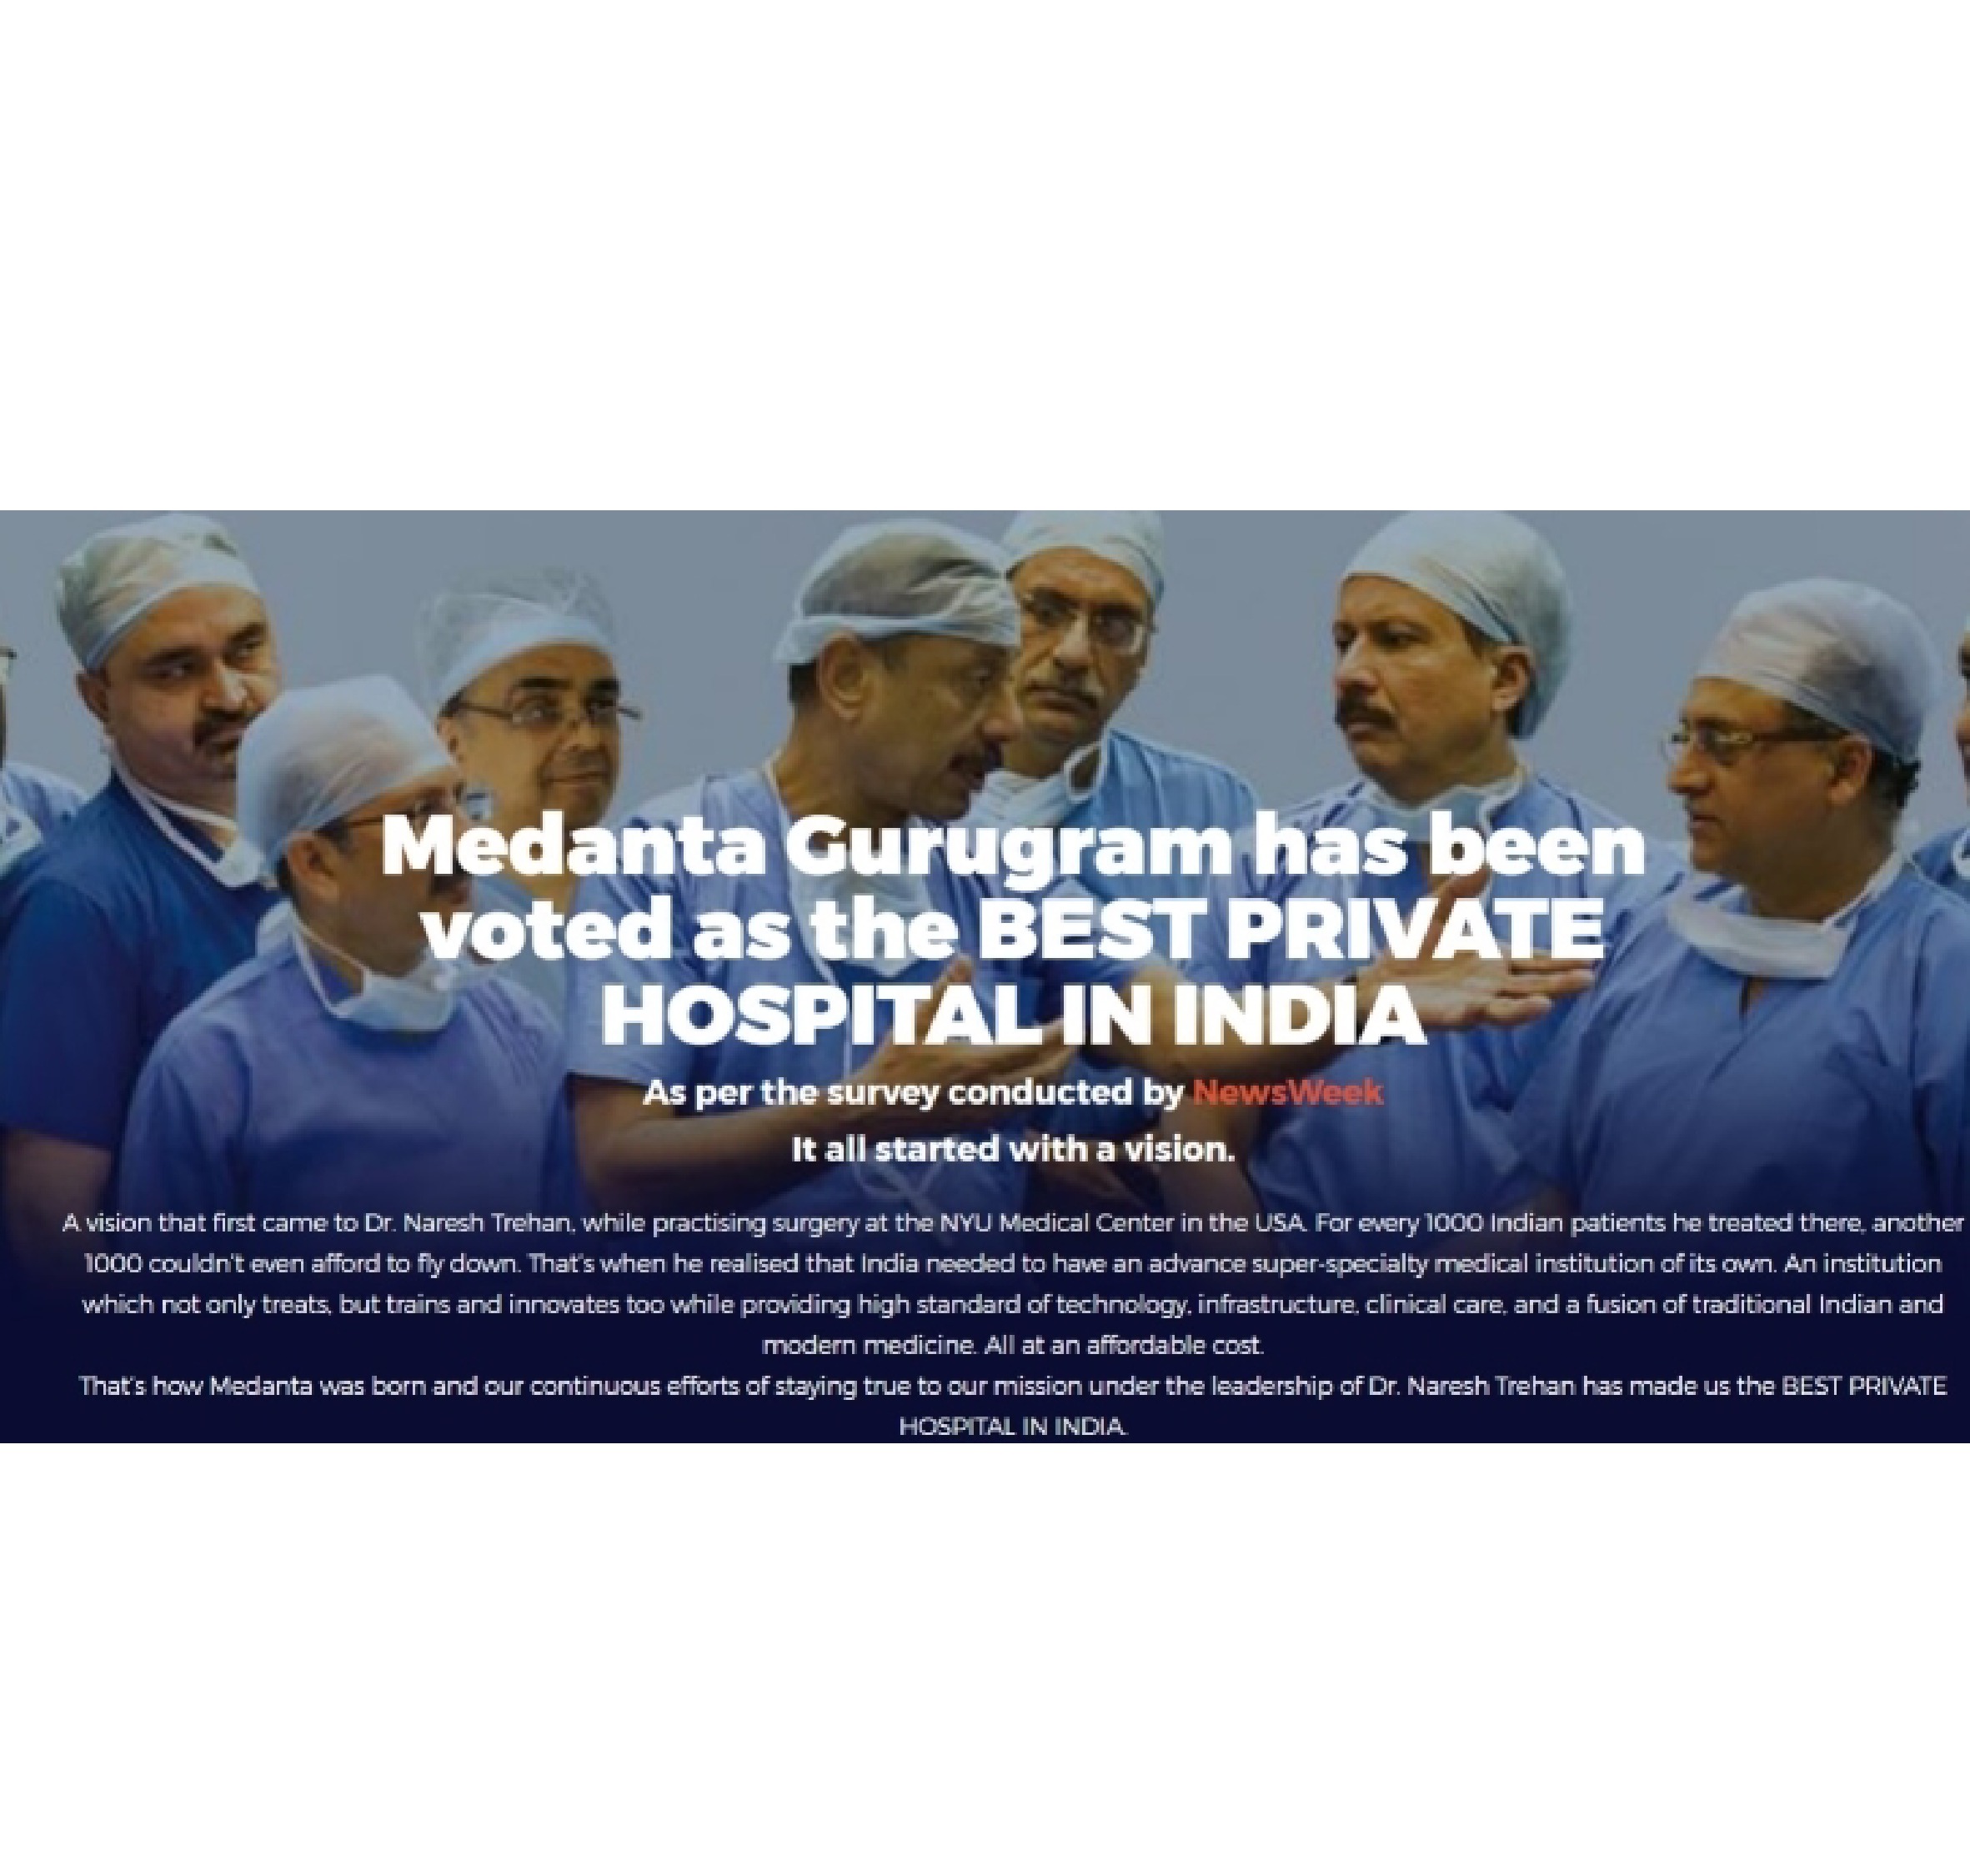 Medanta Gurugram has been
voted as the BEST PRIVATE
HOSPITAL IN INDIA
As per the survey conducted by NewsWeek
It all started with a vision.
A vision that first came to Dr. Naresh Trehan, while practising surgery at the NYU Medical Center in the USA. For every 1000 Indian patients he treated there, another
1000 couldn't even afford to fly down. That's when he realised that India needed to have an advance super-specialty medical institution of its own. An institution
which not only treats, but trains and innovates too while providing high standard of technology, infrastructure, clinical care, and a fusion of traditional Indian and
modern medicine. All at an affordable cost.
That's how Medanta was born and our continuous efforts of staying true to our mission under the leadership of Dr. Naresh Trehan has made us the BEST PRIVATE
HOSPITAL IN INDIA.